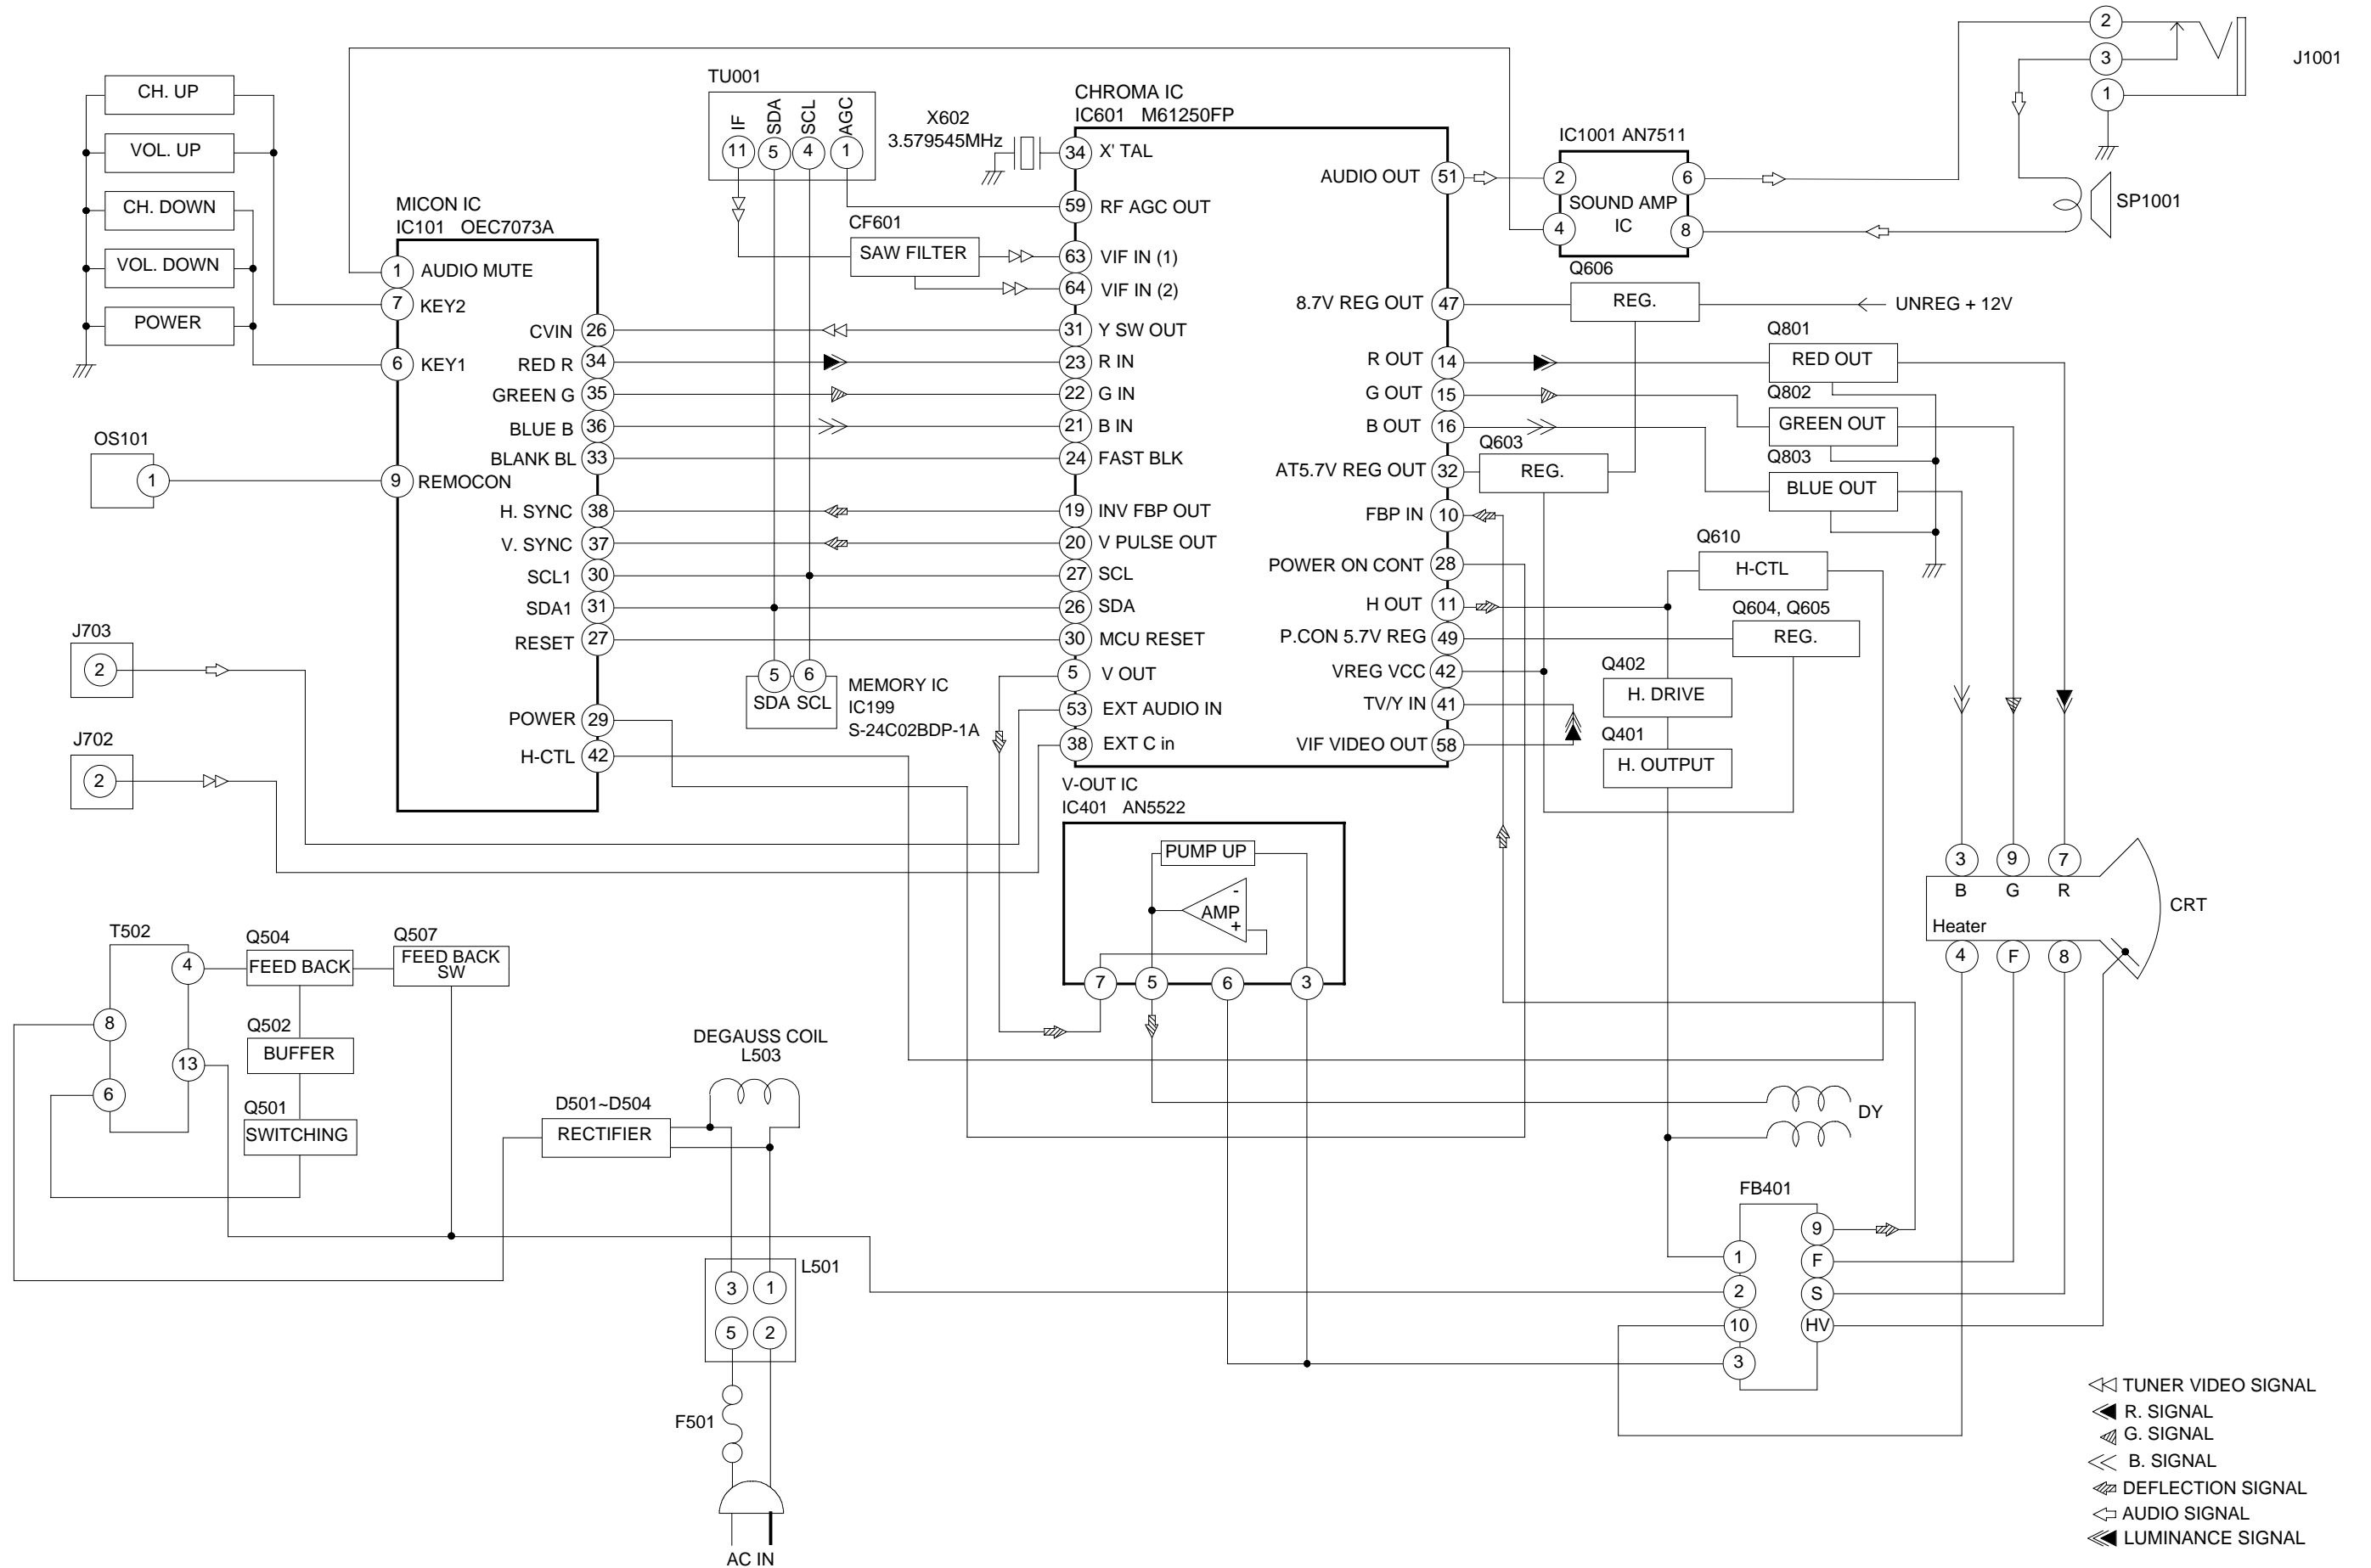 CH. UP
VOL. UP
CH. DOWN
VOL. DOWN
POWER
OS101
1
J703
2
J702
2
MICON IC
IC101 OEC7073A
1 AUDIO MUTE
7 KEY2
6 KEY1
9 REMOCON
CVIN 26
RED R 34
GREEN G 35
BLUE B 36
BLANK BL 33
H. SYNC 38
V. SYNC 37
SCL1 30
SDA1 31
RESET 27
POWER 29
H-CTL 42
TU001
IF SDA SCL AGC
11 5 4 1
X602
3.579545MHz
CF601
SAW FILTER
5 6
SDA SCL
MEMORY IC
IC199
S-24C02BDP-1A
CHROMA IC
IC601 M61250FP
34 X' TAL
59 RF AGC OUT
63 VIF IN (1)
64 VIF IN (2)
31 Y SW OUT
23 R IN
22 G IN
21 B IN
24 FAST BLK
19 INV FBP OUT
20 V PULSE OUT
27 SCL
26 SDA
30 MCU RESET
5 V OUT
53 EXT AUDIO IN
38 EXT C in
AUDIO OUT 51
8.7V REG OUT 47
R OUT 14
G OUT 15
B OUT 16
AT5.7V REG OUT 32
FBP IN 10
POWER ON CONT 28
H OUT 11
P.CON 5.7V REG 49
VREG VCC 42
TV/Y IN 41
VIF VIDEO OUT 58
IC1001 AN7511
2 6
SOUND AMP
IC
4 8
2
3
1
J1001
SP1001
Q606
REG.
UNREG + 12V
Q801
RED OUT
Q802
GREEN OUT
Q803
BLUE OUT
Q603
REG.
Q610
H-CTL
Q604, Q605
REG.
Q402
H. DRIVE
Q401
H. OUTPUT
V-OUT IC
IC401 AN5522
PUMP UP
-
AMP
+
7 5 6 3
3 9 7
B G R
Heater
4 F 8
CRT
DY
T502
4
8
13
6
Q504
FEED BACK
Q507
FEED BACK
SW
Q502
BUFFER
Q501
SWITCHING
DEGAUSS COIL
L503
D501~D504
RECTIFIER
L501
3 1
5 2
F501
AC IN
FB401
9
1
F
2
S
10
HV
3
TUNER VIDEO SIGNAL
R. SIGNAL
G. SIGNAL
B. SIGNAL
DEFLECTION SIGNAL
AUDIO SIGNAL
LUMINANCE SIGNAL